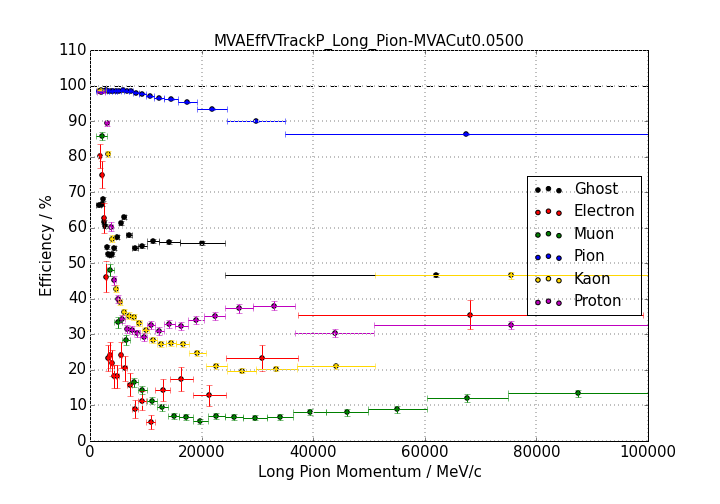 MVAEffVTrackP_Long_Pion-MVACut0.0500
110
100
90
80
70
60
50
40
30
20
10
0
Efficiency / %
Ghost
Electron
Muon
Pion
Kaon
Proton
0 20000 40000 60000 80000 100000
Long Pion Momentum / MeV/c